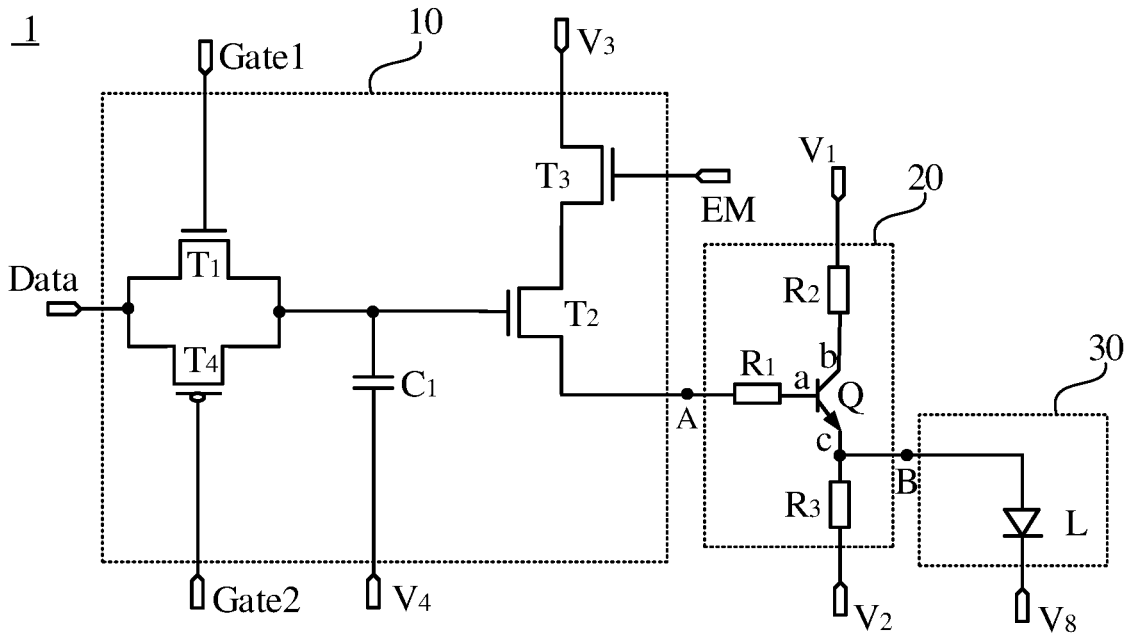 1
10
V3
Gate1
T3
EM
V1
20
Data
T1
T2
R2
T4
C1
R1
b
a
Q
A
c
B
30
R3
L
Gate2
V4
V2
V8